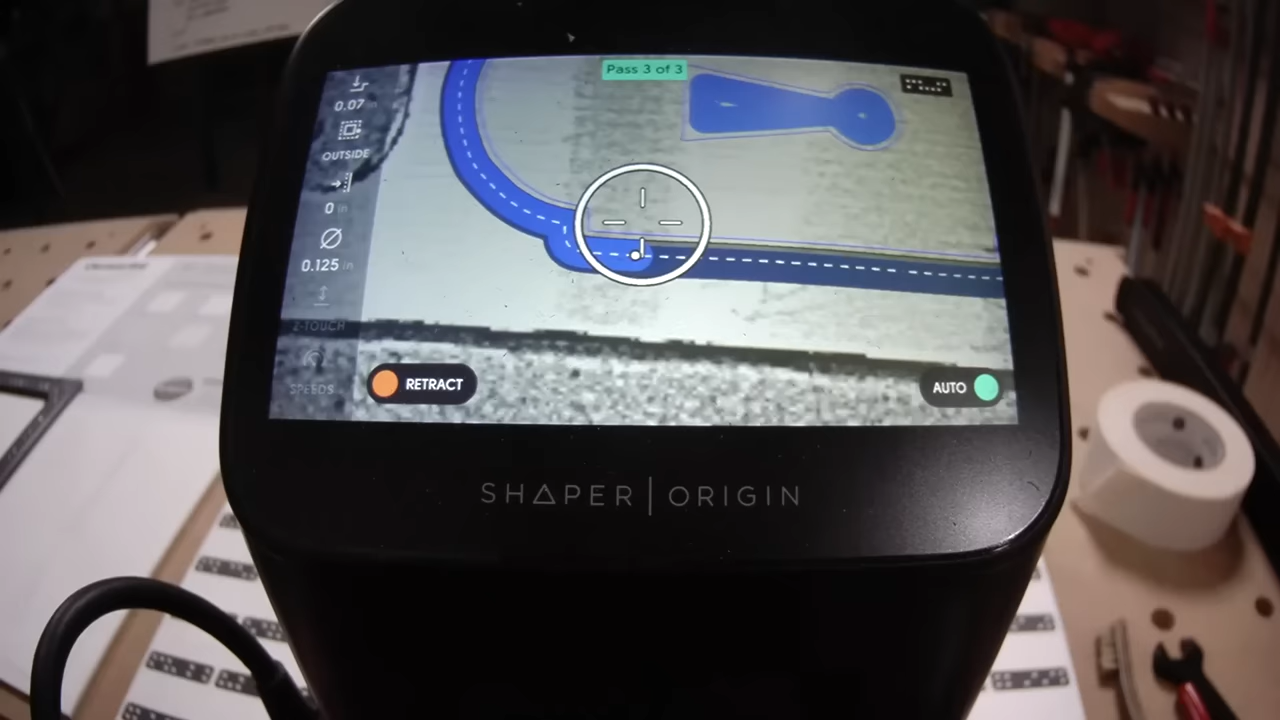 Pass 3 of 3
0.07 in
OUTSIDE
0 in
0.125 in
Z-TOUCH
SPEEDS
RETRACT
AUTO
SHAPER | ORIGIN